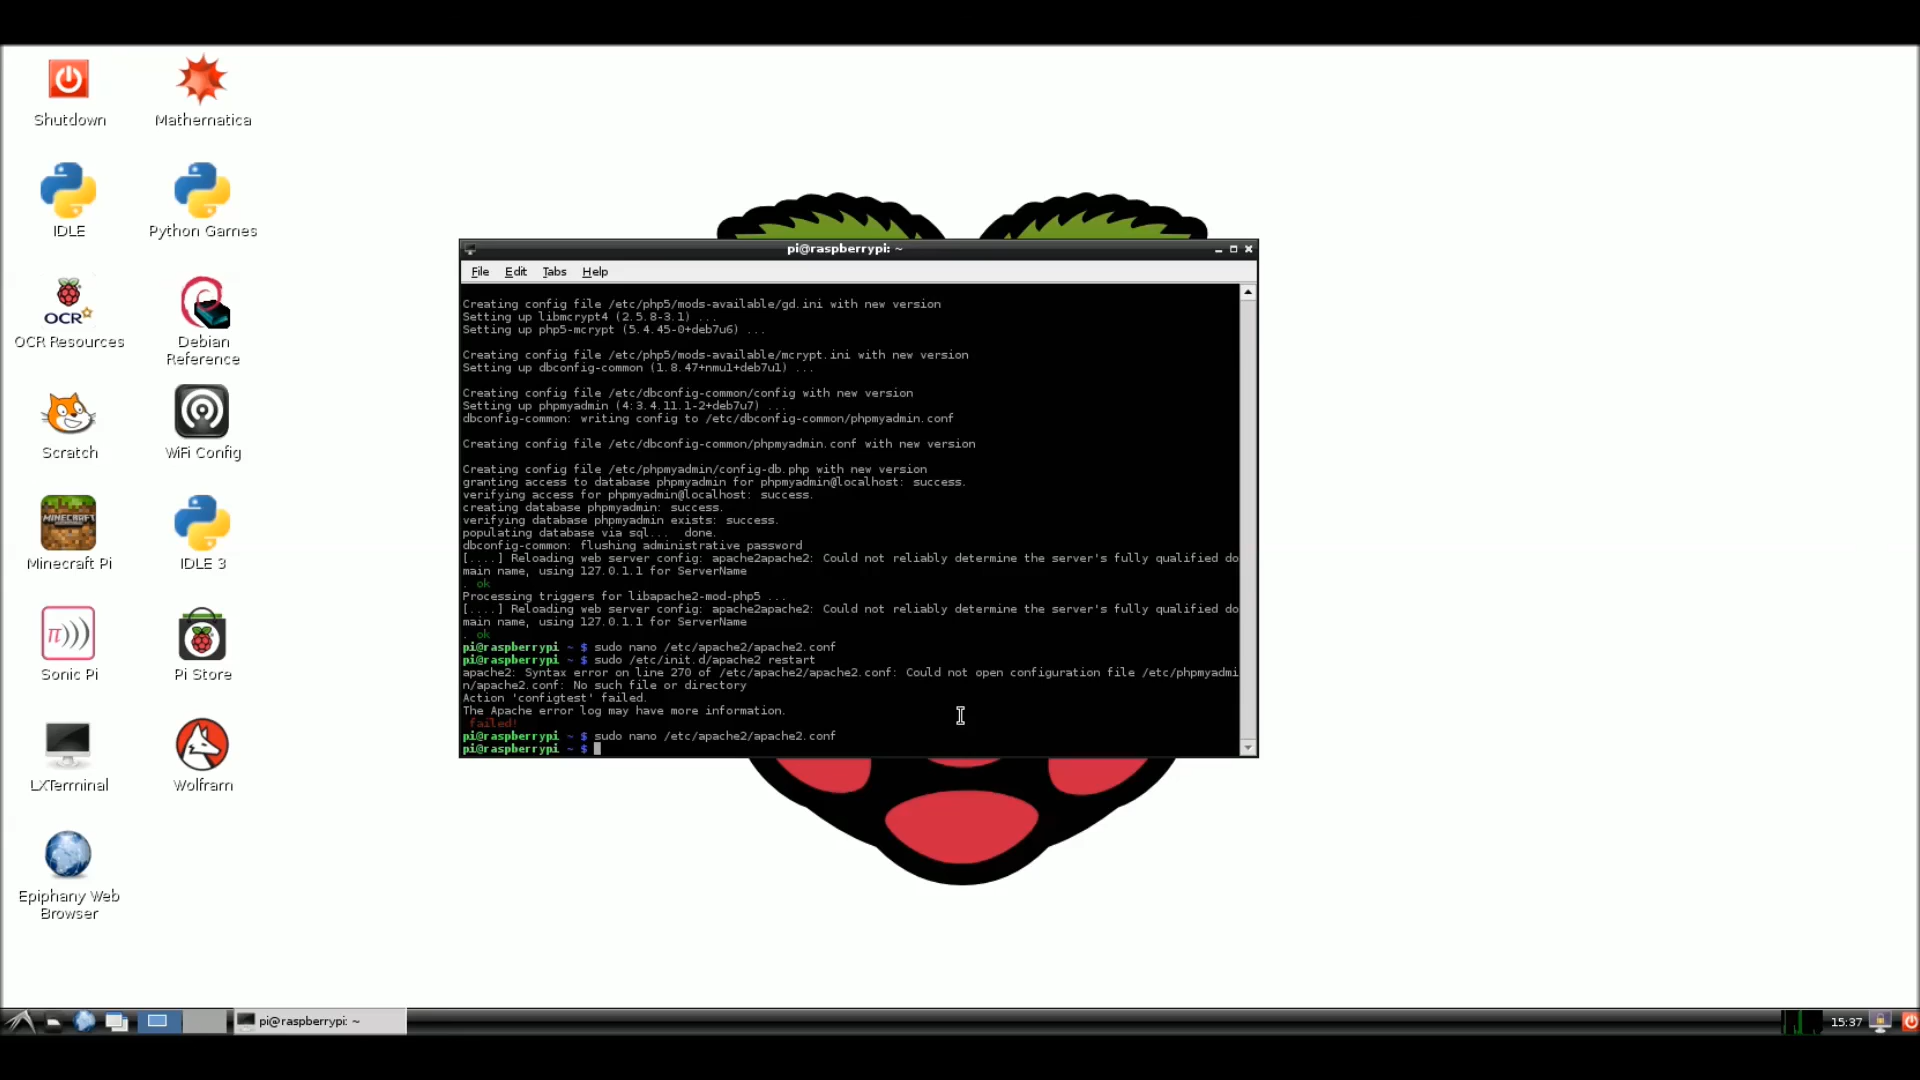 Shutdown
Mathematica
IDLE
Python Games
OCR
OCR Resources
Debian
Reference
Scratch
WiFi Config
MINECRAFT
Minecraft Pi
IDLE 3
π)))
Sonic Pi
Pi Store
LXTerminal
Wolfram
Epiphany Web
Browser
pi@raspberrypi: ~
File Edit Tabs Help
Creating config file /etc/php5/mods-available/gd.ini with new version
Setting up libmcrypt4 (2.5.8-3.1) ...
Setting up php5-mcrypt (5.4.45-0+deb7u6) ...
Creating config file /etc/php5/mods-available/mcrypt.ini with new version
Setting up dbconfig-common (1.8.47+nmu1+deb7u1) ...
Creating config file /etc/dbconfig-common/config with new version
Setting up phpmyadmin (4:3.4.11.1-2+deb7u7) ...
dbconfig-common: writing config to /etc/dbconfig-common/phpmyadmin.conf
Creating config file /etc/dbconfig-common/phpmyadmin.conf with new version
Creating config file /etc/phpmyadmin/config-db.php with new version
granting access to database phpmyadmin for phpmyadmin@localhost: success.
verifying access for phpmyadmin@localhost: success.
creating database phpmyadmin: success.
verifying database phpmyadmin exists: success.
populating database via sql... done.
dbconfig-common: flushing administrative password
[....] Reloading web server config: apache2apache2: Could not reliably determine the server's fully qualified do
main name, using 127.0.1.1 for ServerName
. ok
Processing triggers for libapache2-mod-php5 ...
[....] Reloading web server config: apache2apache2: Could not reliably determine the server's fully qualified do
main name, using 127.0.1.1 for ServerName
. ok
pi@raspberrypi ~ $ sudo nano /etc/apache2/apache2.conf
pi@raspberrypi ~ $ sudo /etc/init.d/apache2 restart
apache2: Syntax error on line 270 of /etc/apache2/apache2.conf: Could not open configuration file /etc/phpmyadmi
n/apache2.conf: No such file or directory
Action 'configtest' failed.
The Apache error log may have more information.
failed!
pi@raspberrypi ~ $ sudo nano /etc/apache2/apache2.conf
pi@raspberrypi ~ $
pi@raspberrypi: ~
15:37